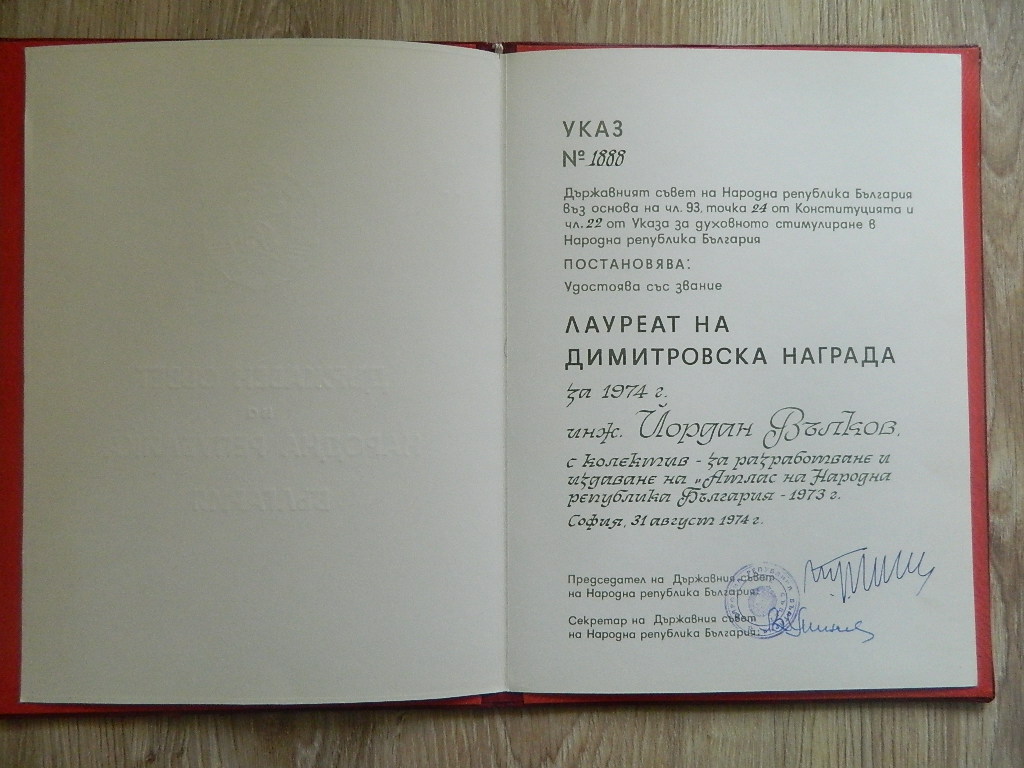 УКАЗ
№ 1888
Държавният съвет на Народна република България
въз основа на чл. 93, точка 24 от Конституцията и
чл. 22 от Указа за духовното стимулиране в
Народна република България
ПОСТАНОВЯВА:
Удостоява със звание
ЛАУРЕАТ НА
ДИМИТРОВСКА НАГРАДА
за 1974 г.
инж. Йордан Вълков,
с колектив - за разработване и
издаване на „Атлас на Народна
република България - 1973 г.
София, 31 август 1974 г.
Председател на Държавния съвет
на Народна република България:
Секретар на Държавния съвет
на Народна република България: